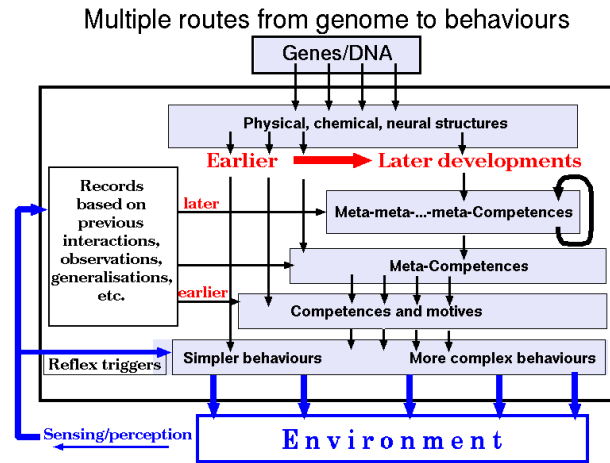 Multiple routes from genome to behaviours
Genes/DNA
Physical, chemical, neural structures
Earlier
Later developments
Records
based on
previous
interactions,
observations,
generalisations,
etc.
later
Meta-meta-...-meta-Competences
Meta-Competences
earlier
Competences and motives
Reflex triggers
Simpler behaviours
More complex behaviours
Sensing/perception
Environment